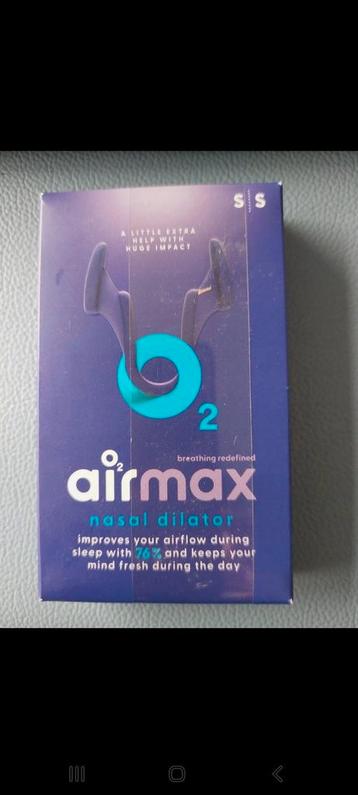 S S
A LITTLE EXTRA
HELP WITH
HUGE IMPACT
O2
breathing redefined
O2
airmax
nasal dilator
improves your airflow during
sleep with 76% and keeps your
mind fresh during the day